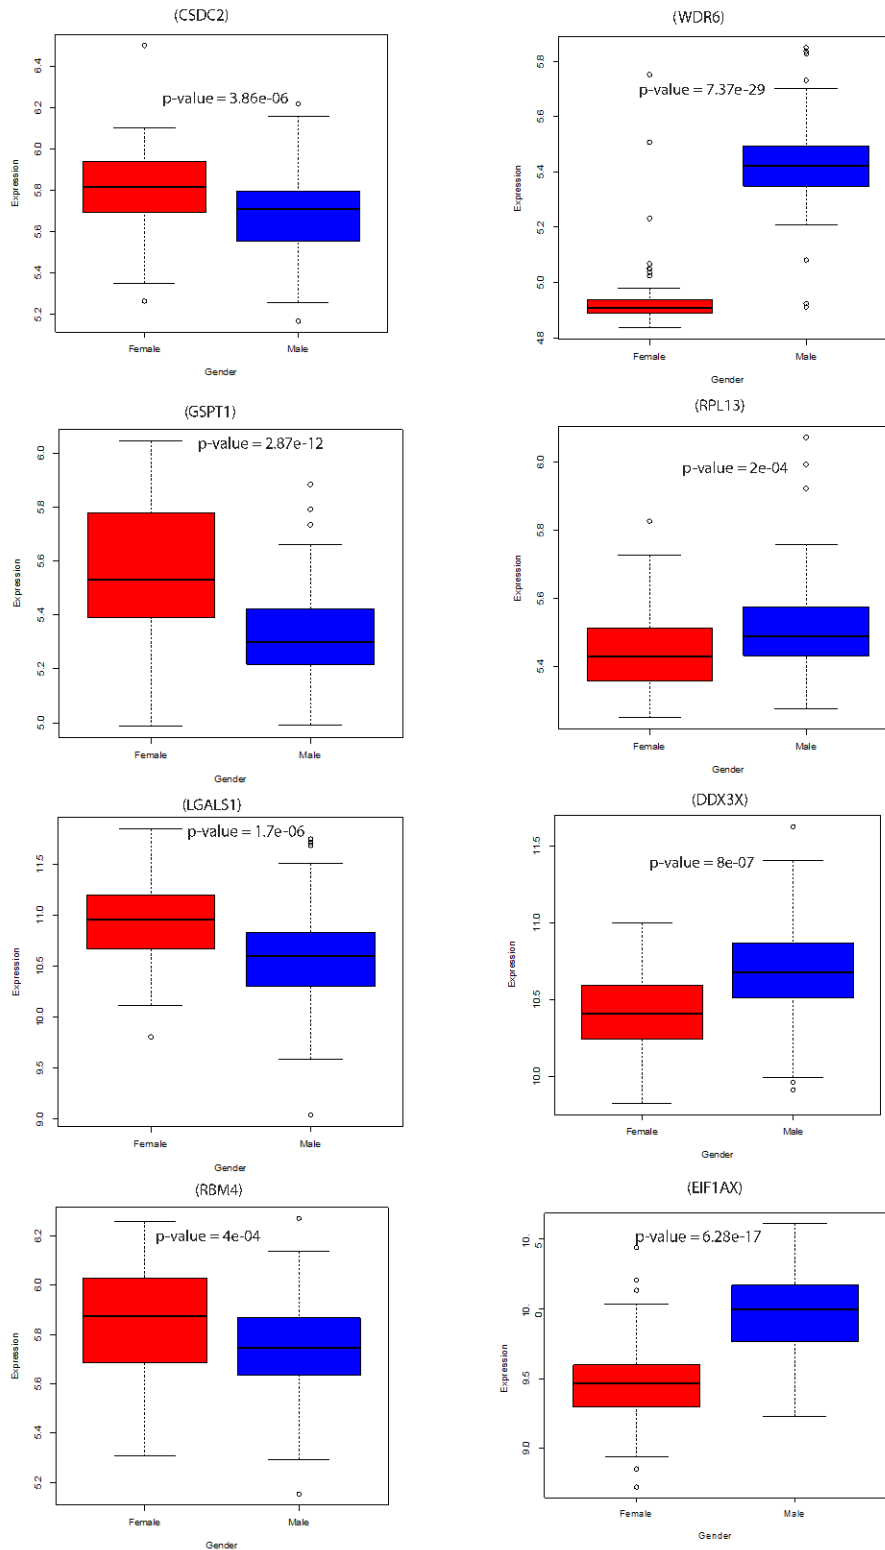 (CSDC2)
p-value = 3.86e-06
Expression
6.4
6.2
6.0
5.8
5.6
5.4
5.2
Female
Male
Gender
(WDR6)
p-value = 7.37e-29
Expression
5.8
5.6
5.4
5.2
5.0
4.8
Female
Male
Gender
(GSPT1)
p-value = 2.87e-12
Expression
6.0
5.8
5.6
5.4
5.2
5.0
Female
Male
Gender
(RPL13)
p-value = 2e-04
Expression
6.0
5.8
5.6
5.4
Female
Male
Gender
(LGALS1)
p-value = 1.7e-06
Expression
11.5
11.0
10.5
10.0
9.5
9.0
Female
Male
Gender
(DDX3X)
p-value = 8e-07
Expression
11.5
11.0
10.5
10.0
Female
Male
Gender
(RBM4)
p-value = 4e-04
Expression
6.2
6.0
5.8
5.6
5.4
5.2
Female
Male
Gender
(EIF1AX)
p-value = 6.28e-17
Expression
10.
5
10.
0
9.5
9.0
Female
Male
Gender